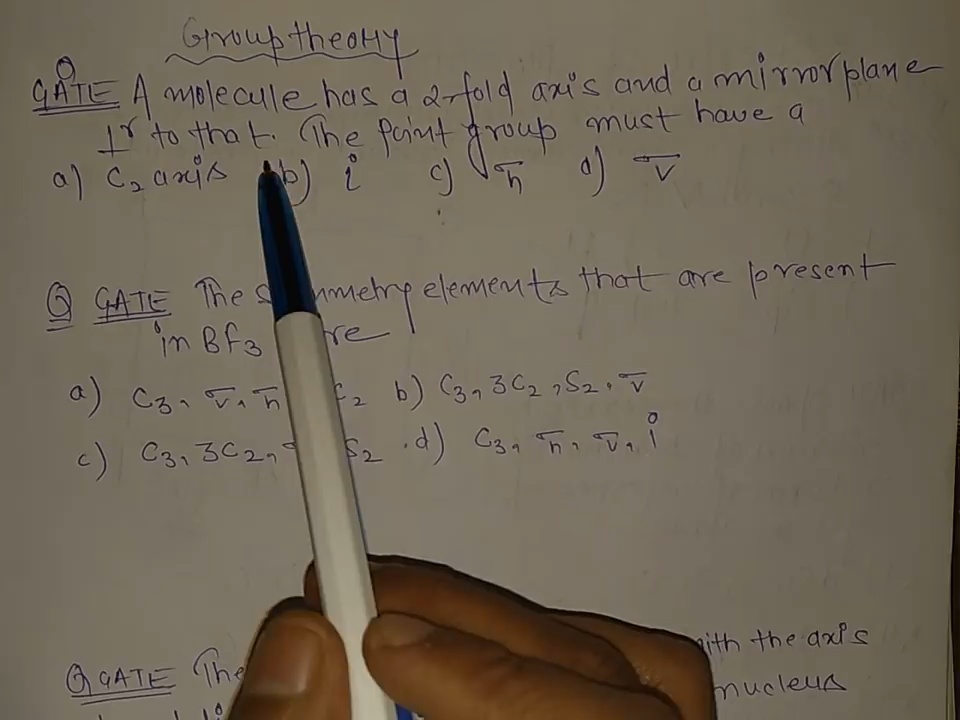 Group theory
Q GATE A molecule has a 2-fold axis and a mirror plane
⊥r to that. The point group must have a
a) C2 axis b) i c) σh d) σv
Q GATE The symmetry elements that are present
in BF3 are
a) C3, σv, σh, C2 b) C3, 3C2, S2, σv
c) C3, 3C2, S2 d) C3, σh, σv, i
Q GATE The with the axis
nucleus